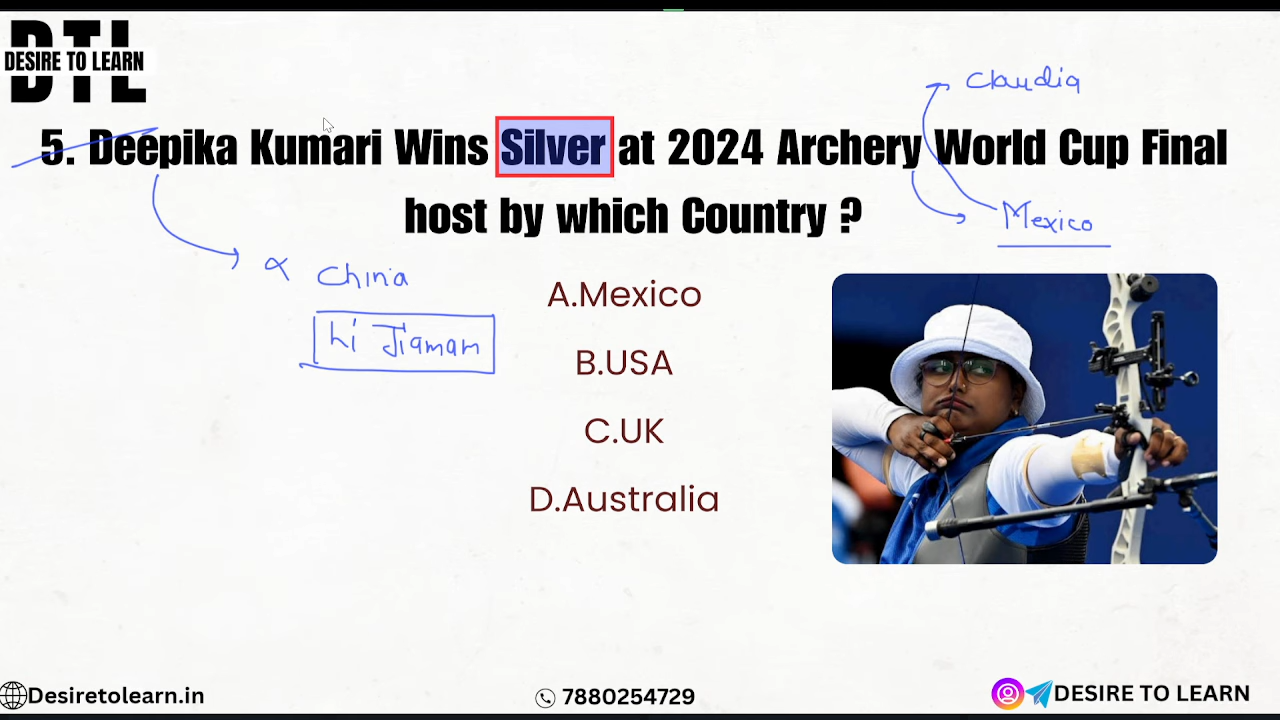 DTL
DESIRE TO LEARN
Claudia
5. Deepika Kumari Wins Silver at 2024 Archery World Cup Final
host by which Country ?
Mexico
China
Li Jiaman
A.Mexico
B.USA
C.UK
D.Australia
Desiretolearn.in
7880254729
DESIRE TO LEARN